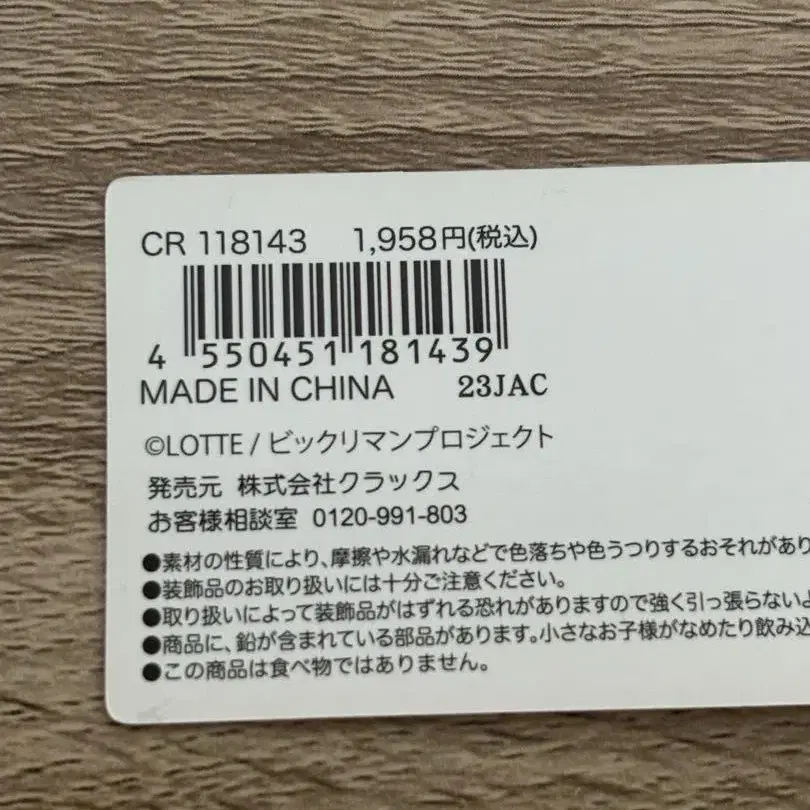 CR 118143 1,958円(税込)
4 550451 181439
MADE IN CHINA 23JAC
©LOTTE / ビックリマンプロジェクト
発売元 株式会社クラックス
お客様相談室 0120-991-803
●素材の性質により、摩擦や水漏れなどで色落ちや色うつりするおそれがあり
●装飾品のお取り扱いには十分ご注意ください。
●取り扱いによって装飾品がはずれる恐れがありますので強く引っ張らないよ
●商品に、鉛が含まれている部品があります。小さなお子様がなめたり飲み込
●この商品は食べ物ではありません。